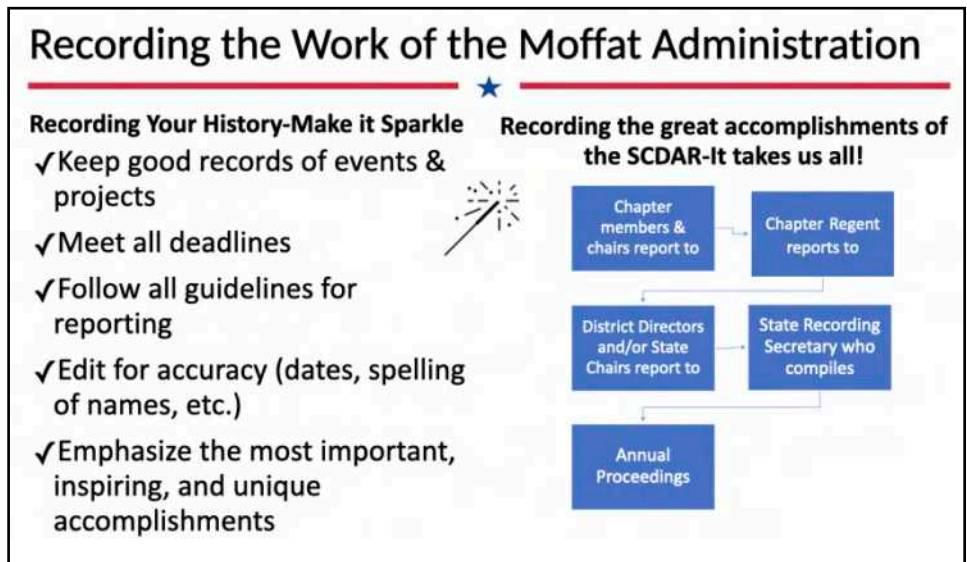 Recording the Work of the Moffat Administration
Recording Your History-Make it Sparkle
✓Keep good records of events &
projects
✓Meet all deadlines
✓Follow all guidelines for
reporting
✓Edit for accuracy (dates, spelling
of names, etc.)
✓Emphasize the most important,
inspiring, and unique
accomplishments
Recording the great accomplishments of
the SCDAR-It takes us all!
Chapter
members &
chairs report to
Chapter Regent
reports to
District Directors
and/or State
Chairs report to
State Recording
Secretary who
compiles
Annual
Proceedings